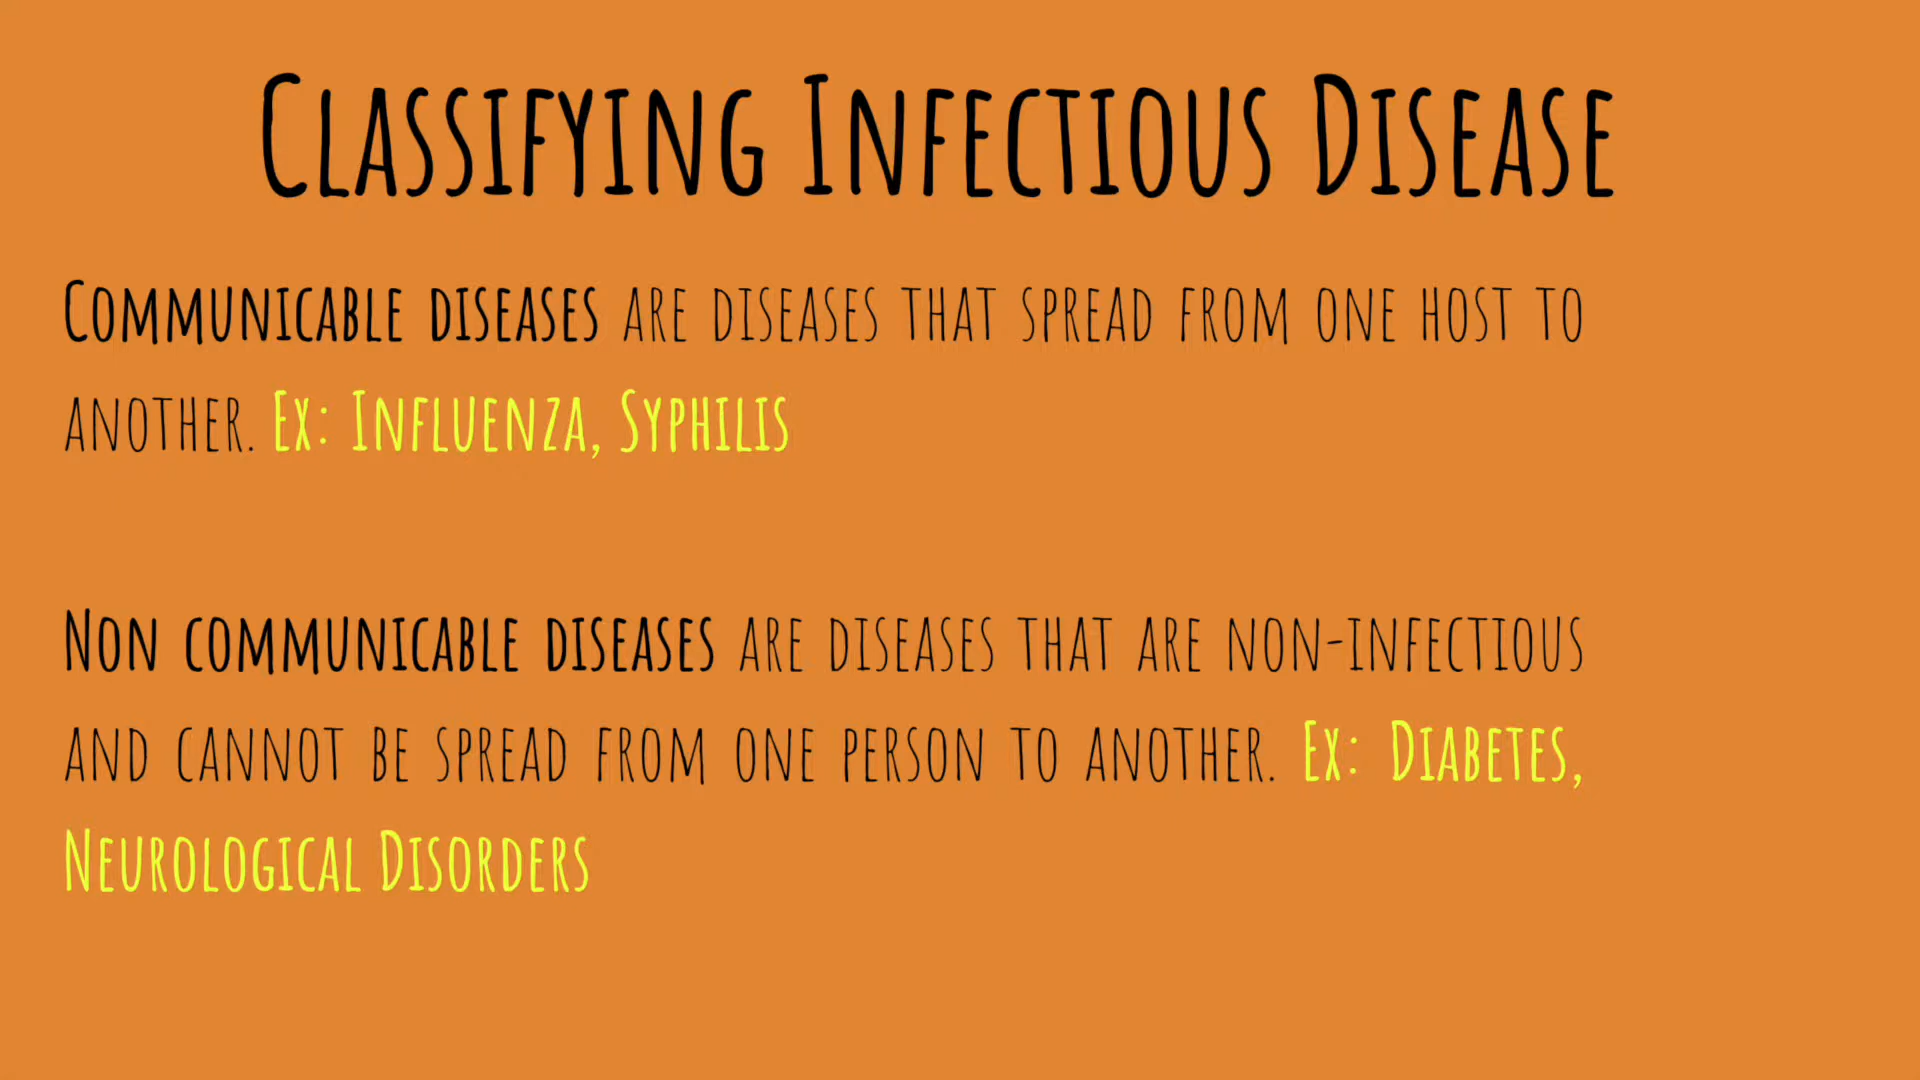 Classifying Infectious Disease
Communicable diseases are diseases that spread from one host to
another. Ex: Influenza, Syphilis
Non communicable diseases are diseases that are non-infectious
and cannot be spread from one person to another. Ex: Diabetes,
Neurological Disorders